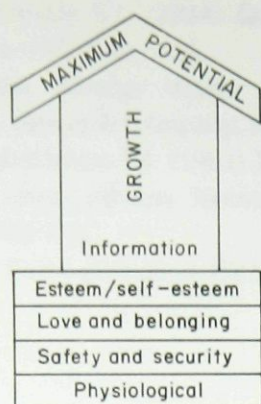 MAXIMUM POTENTIAL
GROWTH
Information
Esteem/self-esteem
Love and belonging
Safety and security
Physiological